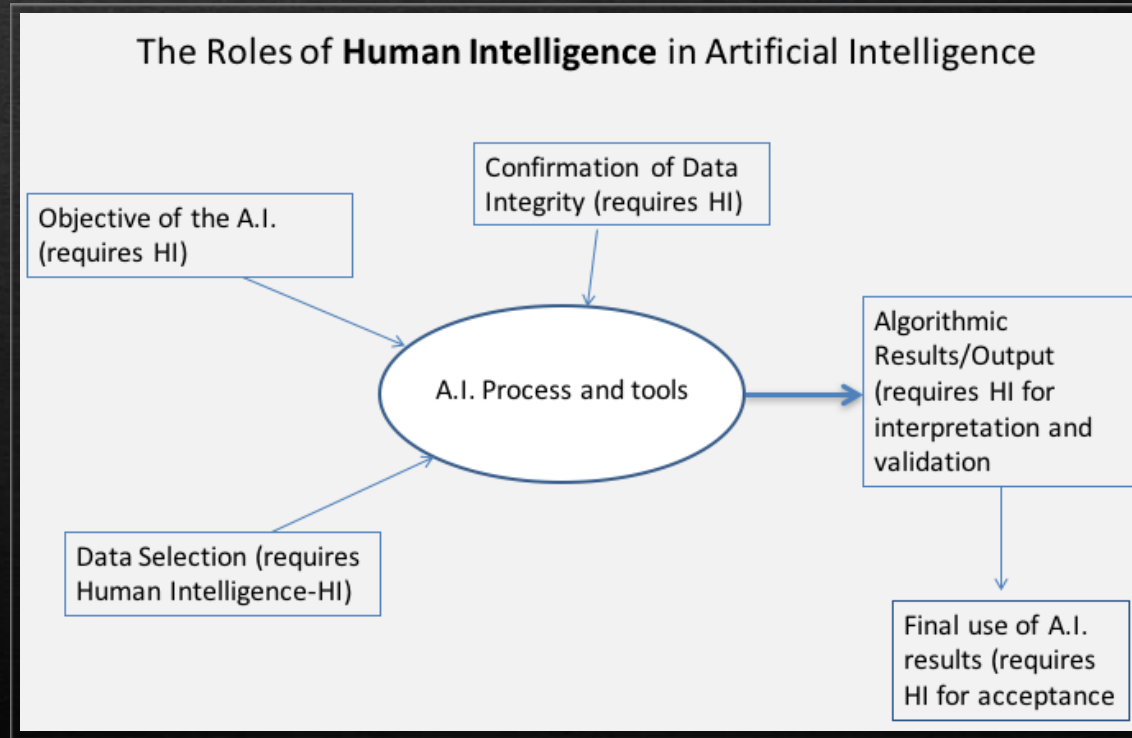 The Roles of Human Intelligence in Artificial Intelligence
Confirmation of Data
Integrity (requires HI)
Objective of the A.I.
(requires HI)
Algorithmic
Results/Output
(requires HI for
interpretation and
validation
A.I. Process and tools
Data Selection (requires
Human Intelligence-HI)
Final use of A.I.
results (requires
HI for acceptance